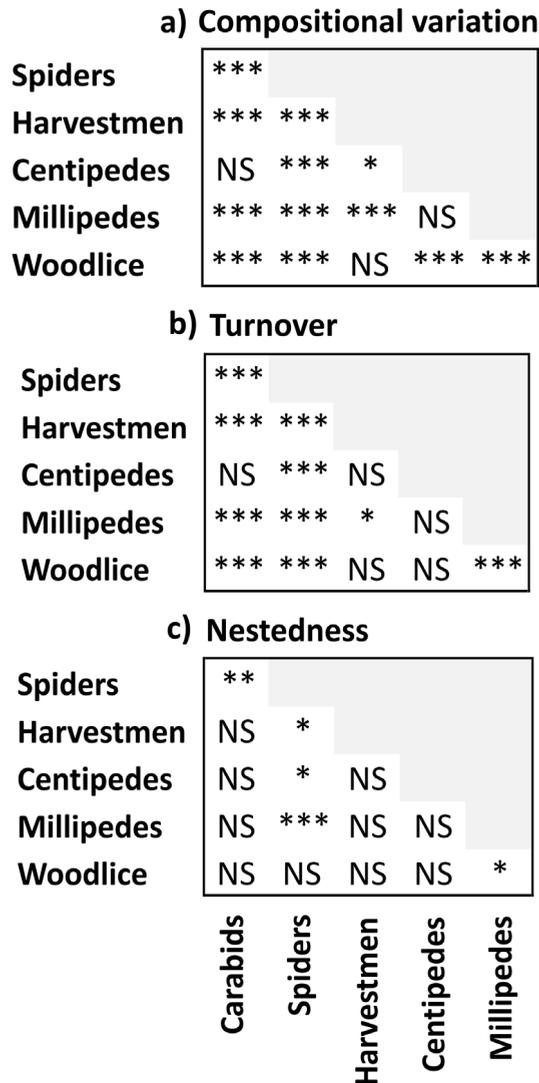 a) Compositional variation
Spiders ***
Harvestmen *** ***
Centipedes NS *** *
Millipedes *** *** *** NS
Woodlice *** *** NS *** ***
b) Turnover
Spiders ***
Harvestmen *** ***
Centipedes NS *** NS
Millipedes *** *** * NS
Woodlice *** *** NS NS ***
c) Nestedness
Spiders **
Harvestmen NS *
Centipedes NS * NS
Millipedes NS *** NS NS
Woodlice NS NS NS NS *
Carabids
Spiders
Harvestmen
Centipedes
Millipedes